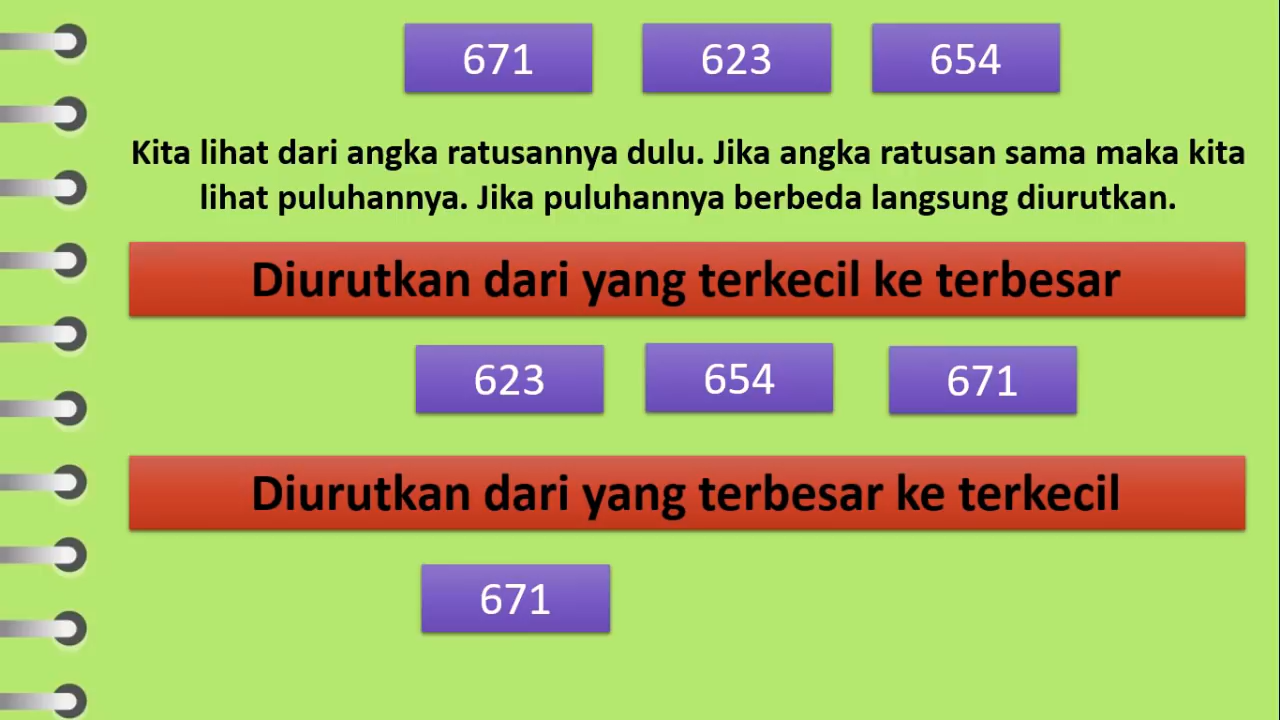 671 623 654
Kita lihat dari angka ratusannya dulu. Jika angka ratusan sama maka kita
lihat puluhannya. Jika puluhannya berbeda langsung diurutkan.
Diurutkan dari yang terkecil ke terbesar
623 654 671
Diurutkan dari yang terbesar ke terkecil
671